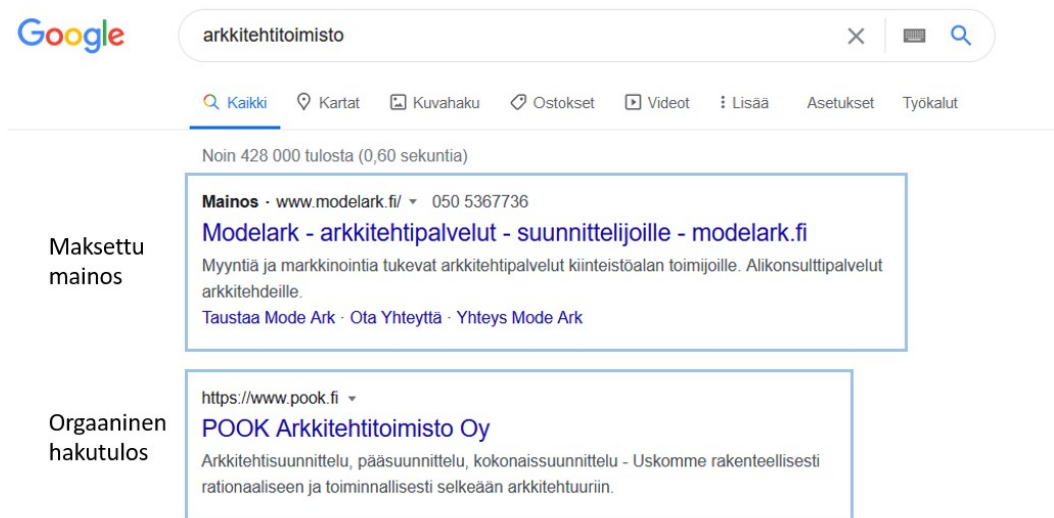 Google
arkkitehtitoimisto
Kaikki Kartat Kuvahaku Ostokset Videot Lisää Asetukset Työkalut
Noin 428 000 tulosta (0,60 sekuntia)
Maksettu
mainos
Mainos · www.modelark.fi/ 050 5367736
Modelark - arkkitehtipalvelut - suunnittelijoille - modelark.fi
Myyntiä ja markkinointia tukevat arkkitehtipalvelut kiinteistöalan toimijoille. Alikonsulttipalvelut
arkkitehdeille.
Taustaa Mode Ark · Ota Yhteyttä · Yhteys Mode Ark
Orgaaninen
hakutulos
https://www.pook.fi
POOK Arkkitehtitoimisto Oy
Arkkitehtisuunnittelu, pääsuunnittelu, kokonaissuunnittelu - Uskomme rakenteellisesti
rationaaliseen ja toiminnallisesti selkeään arkkitehtuuriin.